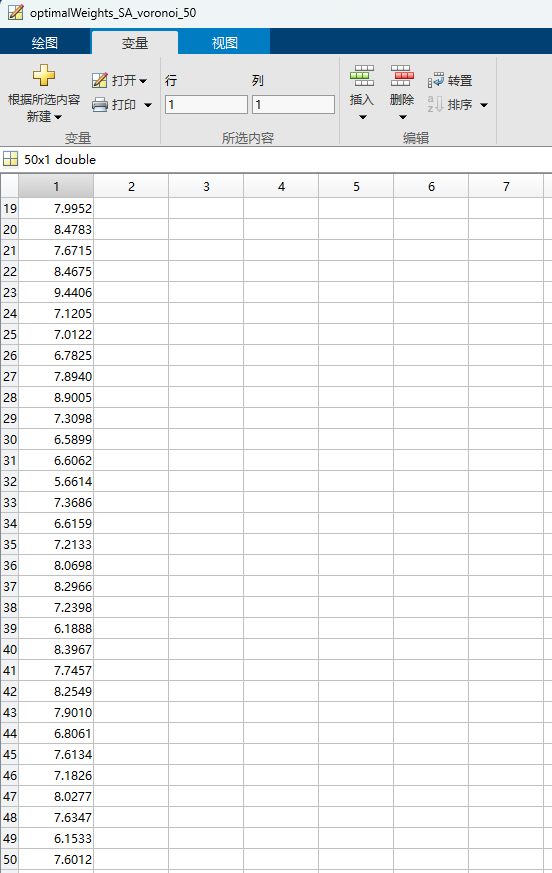 optimalWeights_SA_voronoi_50
绘图 变量 视图
根据所选内容
新建
打开
打印
行 列
1 1
插入 删除
转置
排序
变量 所选内容 编辑
50x1 double
1 2 3 4 5 6 7
19 7.9952
20 8.4783
21 7.6715
22 8.4675
23 9.4406
24 7.1205
25 7.0122
26 6.7825
27 7.8940
28 8.9005
29 7.3098
30 6.5899
31 6.6062
32 5.6614
33 7.3686
34 6.6159
35 7.2133
36 8.0698
37 8.2966
38 7.2398
39 6.1888
40 8.3967
41 7.7457
42 8.2549
43 7.9010
44 6.8061
45 7.6134
46 7.1826
47 8.0277
48 7.6347
49 6.1533
50 7.6012